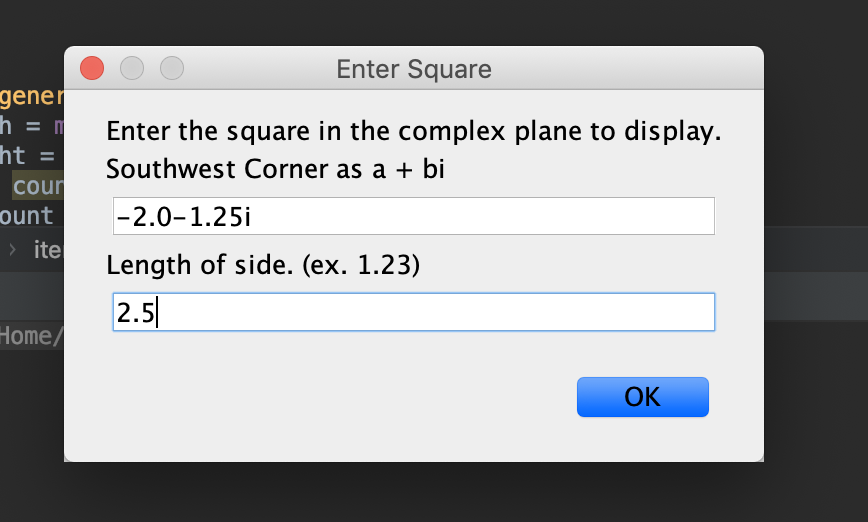 Enter Square
gener
h = m
ht =
cour
ount
› ite
Home/
Enter the square in the complex plane to display.
Southwest Corner as a + bi
-2.0-1.25i
Length of side. (ex. 1.23)
2.5
OK